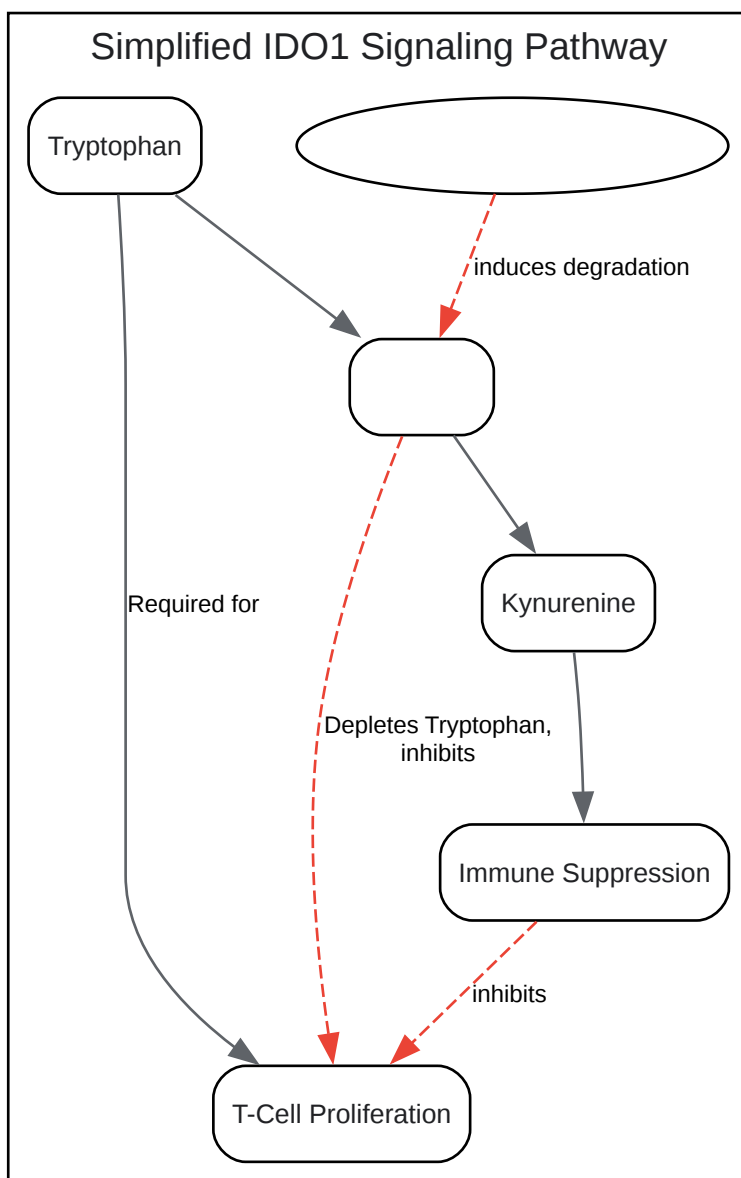 Simplified IDO1 Signaling Pathway
Tryptophan
induces degradation
Required for
Kynurenine
Depletes Tryptophan,
inhibits
Immune Suppression
inhibits
T-Cell Proliferation